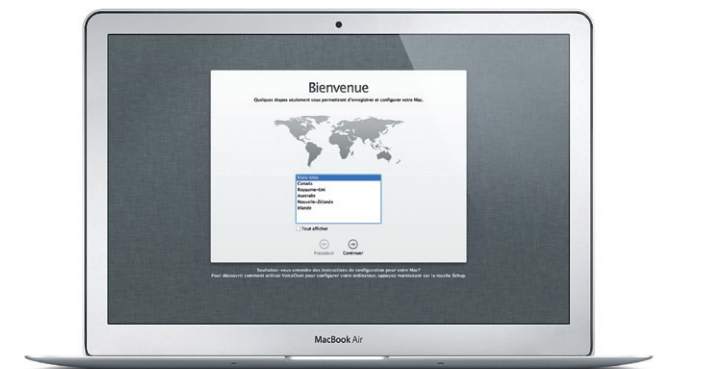 Bienvenue
Quelques étapes seulement vous permettront d'enregistrer et configurer votre Mac.
États-Unis
Canada
Royaume-Uni
Australie
Nouvelle-Zélande
Irlande
Tout afficher
Précédent Continuer
Souhaitez-vous entendre des instructions de configuration pour votre Mac?
Pour découvrir comment utiliser VoiceOver pour configurer votre ordinateur, appuyez maintenant sur la touche Échap.
MacBook Air